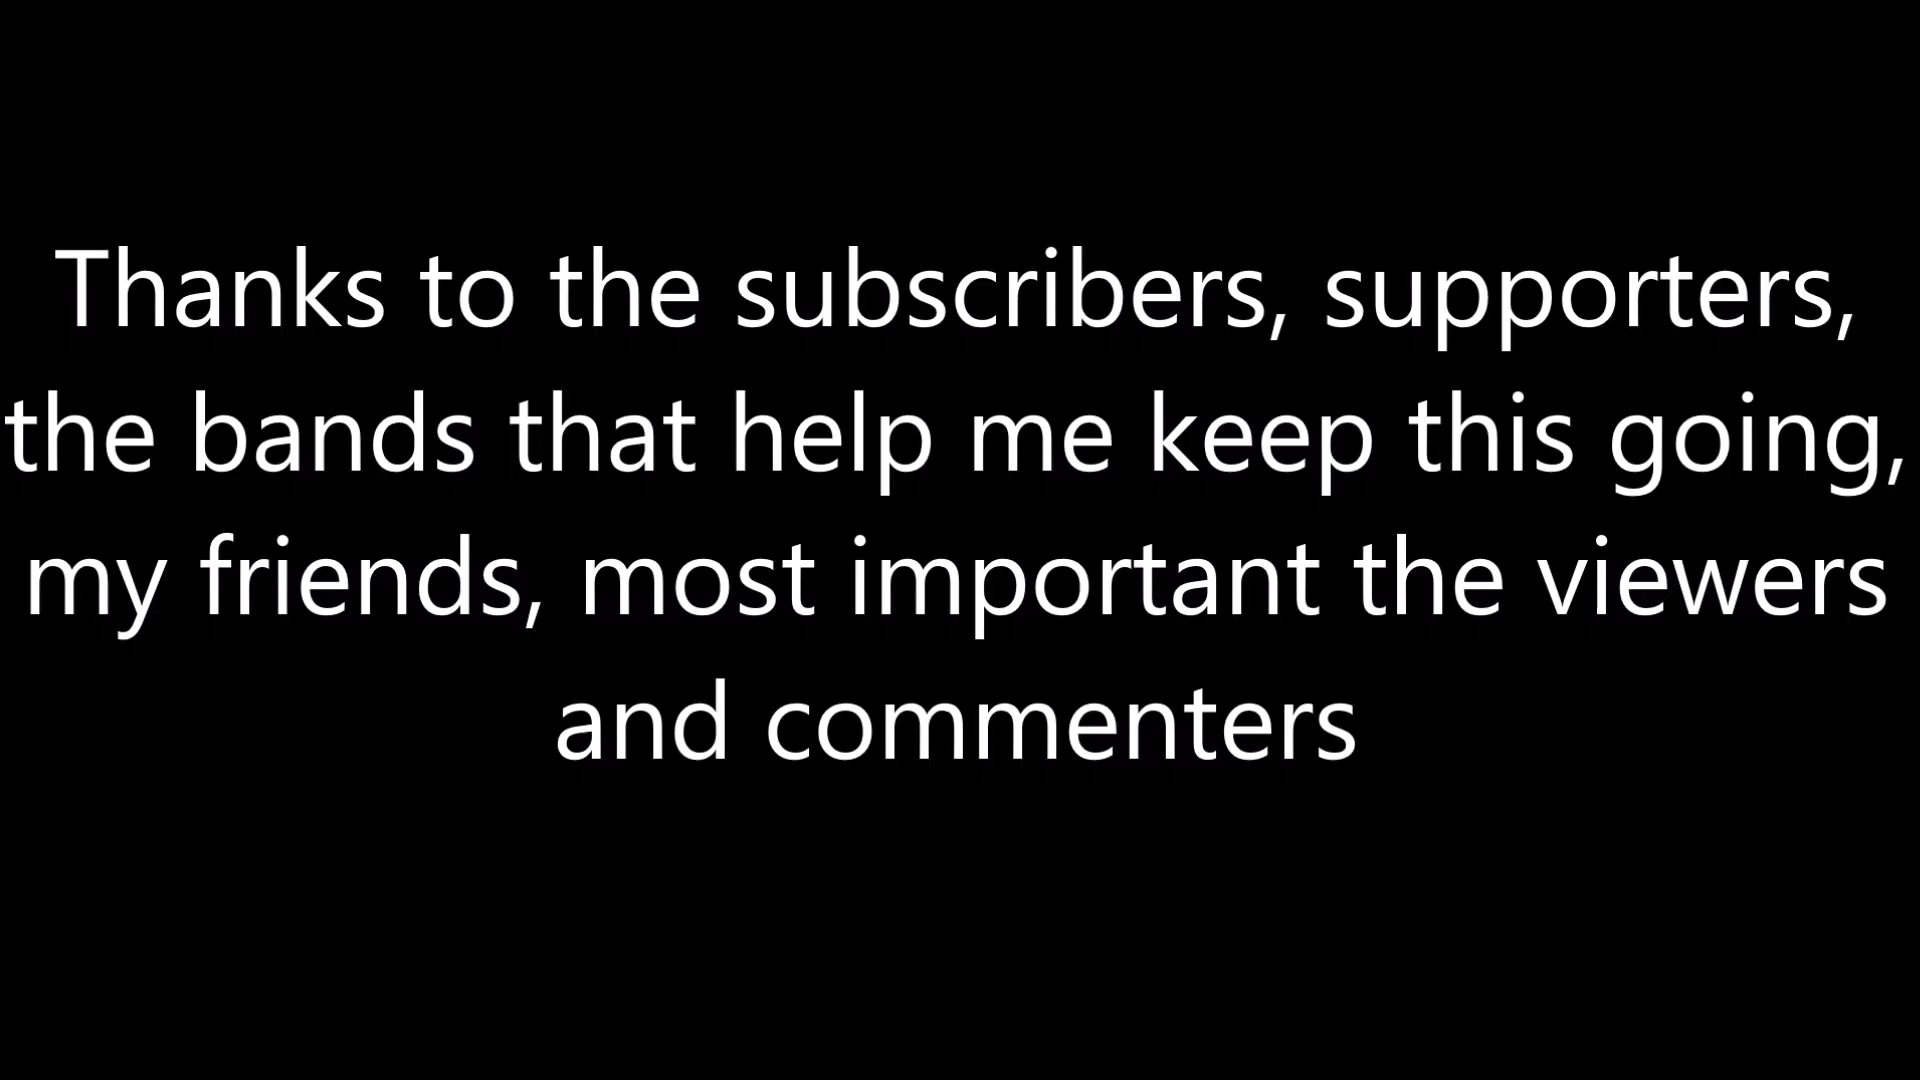 Thanks to the subscribers, supporters,
the bands that help me keep this going,
my friends, most important the viewers
and commenters